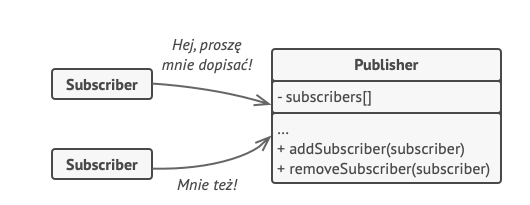 Hej, proszę
mnie dopisać!
Subscriber
Publisher
- subscribers[]
...
+ addSubscriber(subscriber)
+ removeSubscriber(subscriber)
Subscriber
Mnie też!